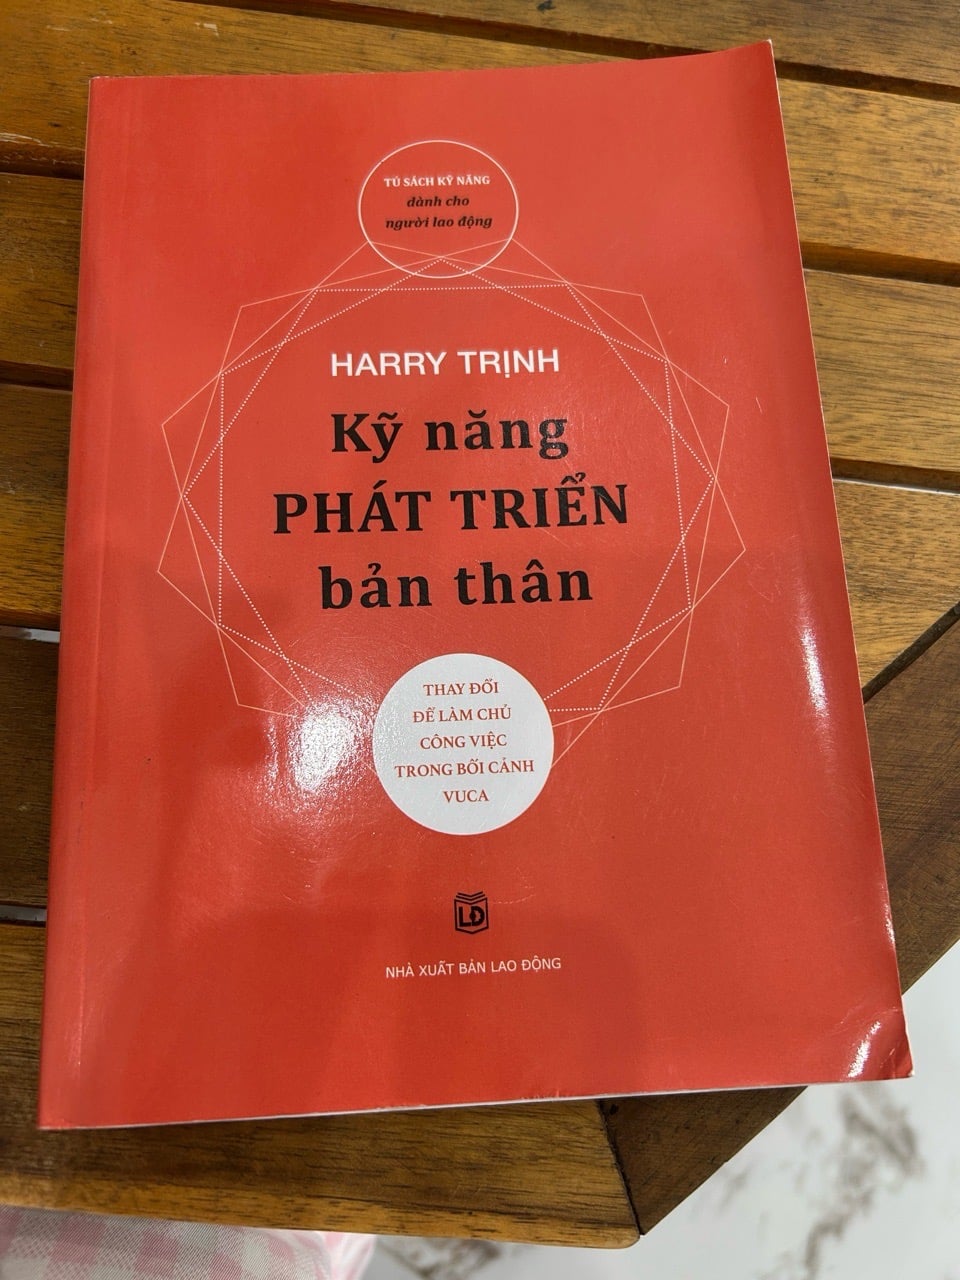 TỦ SÁCH KỸ NĂNG
dành cho
người lao động
HARRY TRỊNH
Kỹ năng
PHÁT TRIỂN
bản thân
THAY ĐỔI
ĐỂ LÀM CHỦ
CÔNG VIỆC
TRONG BỐI CẢNH
VUCA
LĐ
NHÀ XUẤT BẢN LAO ĐỘNG